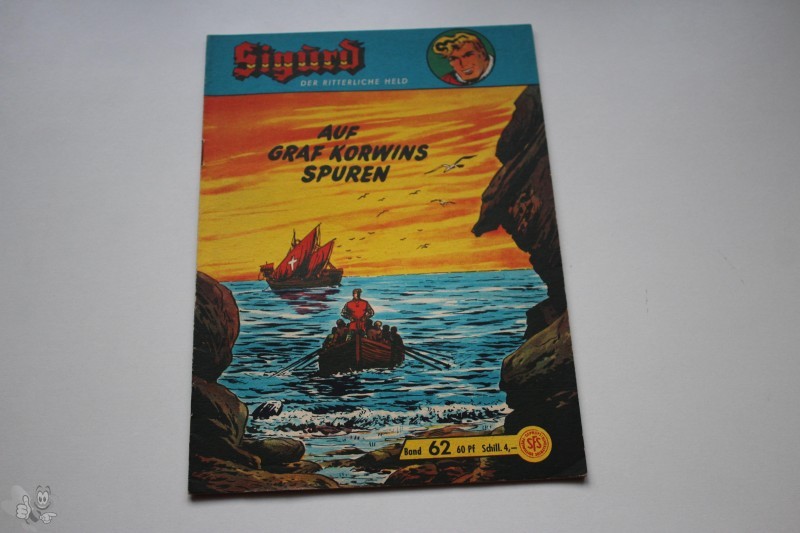 Sigurd
DER RITTERLICHE HELD
AUF
GRAF KORWINS
SPUREN
Band 62 60 Pf Schill. 4,-
SFS